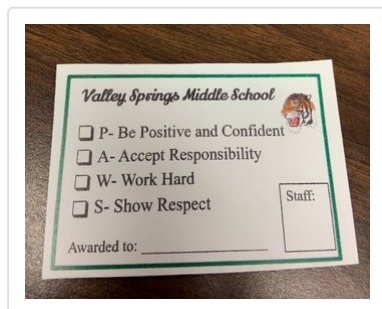 Valley Springs Middle School
P- Be Positive and Confident
A- Accept Responsibility
W- Work Hard
S- Show Respect
Staff:
Awarded to: